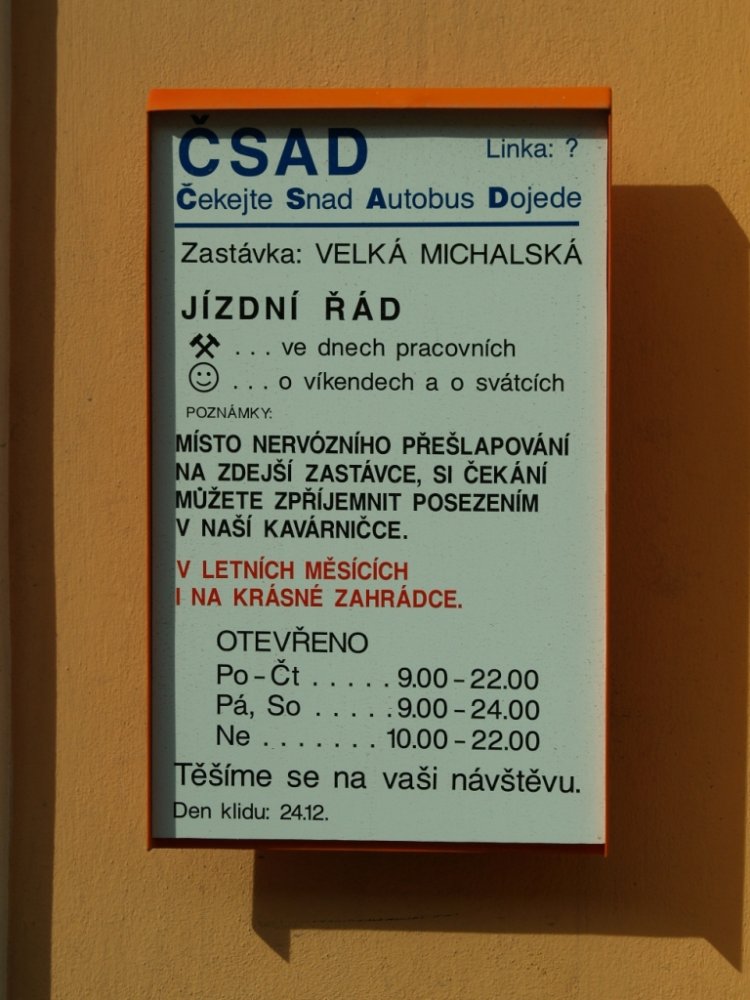 ČSAD
Linka: ?
Čekejte Snad Autobus Dojede
Zastávka: VELKÁ MICHALSKÁ
JÍZDNÍ ŘÁD
⚒ ... ve dnech pracovních
☺ ... o víkendech a o svátcích
POZNÁMKY:
MÍSTO NERVÓZNÍHO PŘEŠLAPOVÁNÍ
NA ZDEJŠÍ ZASTÁVCE, SI ČEKÁNÍ
MŮŽETE ZPŘÍJEMNIT POSEZENÍM
V NAŠÍ KAVÁRNIČCE.
V LETNÍCH MĚSÍCÍCH
I NA KRÁSNÉ ZAHRÁDCE.
OTEVŘENO
Po – Čt ..... 9.00 – 22.00
Pá, So ..... 9.00 – 24.00
Ne ....... 10.00 – 22.00
Těšíme se na vaši návštěvu.
Den klidu: 24.12.